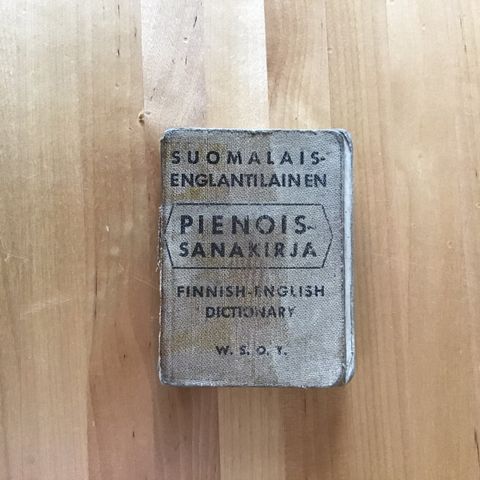 SUOMALAIS-
ENGLANTILAINEN
PIENOIS-
SANAKIRJA
FINNISH-ENGLISH
DICTIONARY
W. S. O. Y.